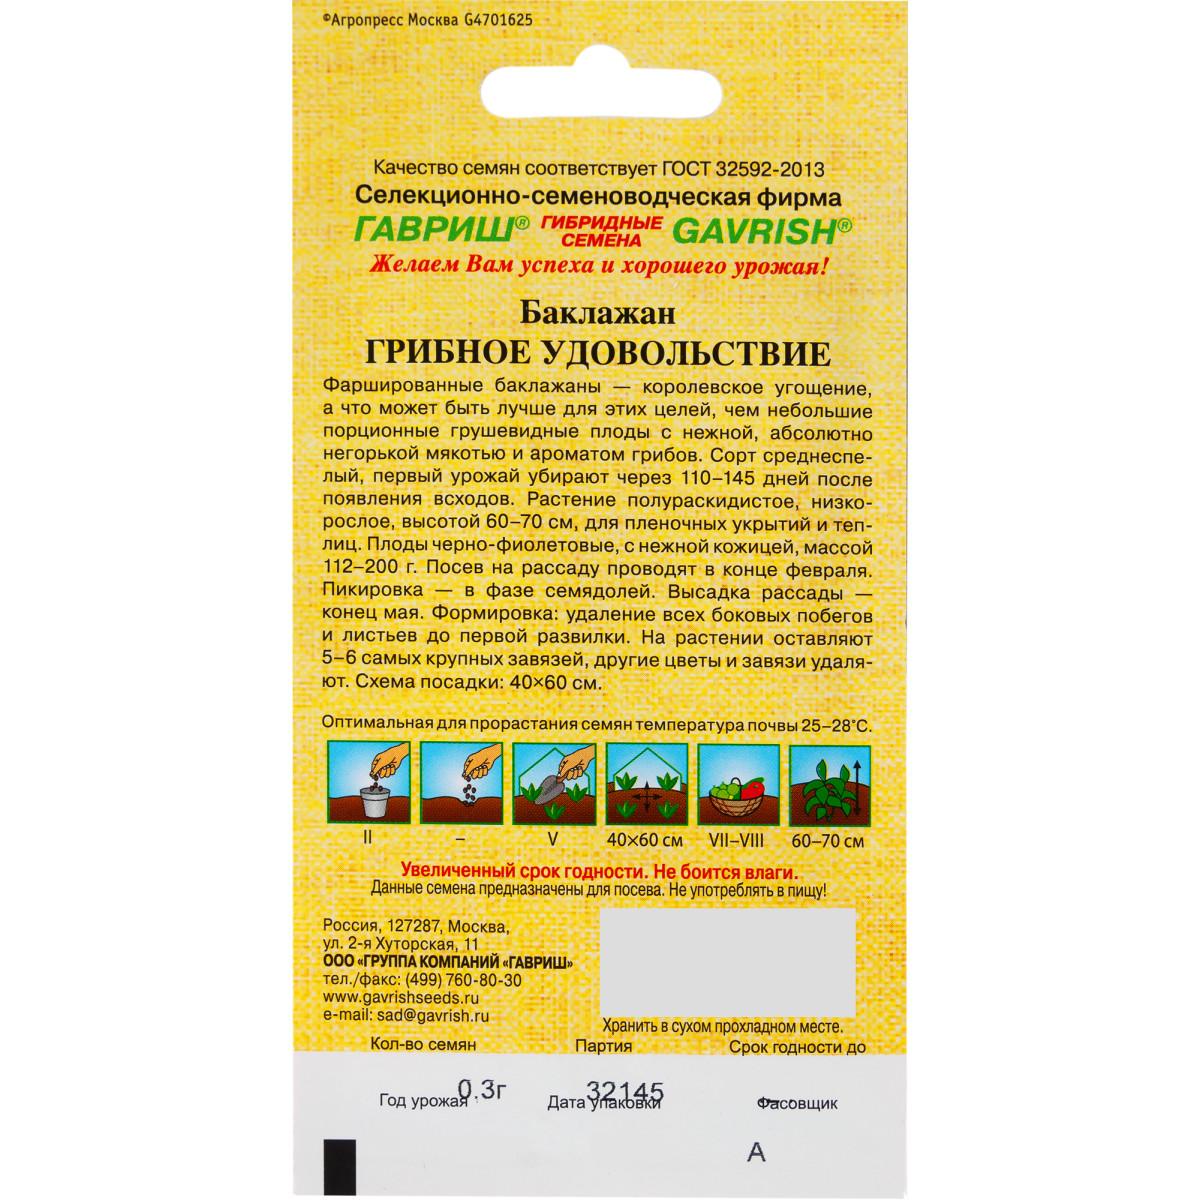 ©Агропресс Москва G4701625
Качество семян соответствует ГОСТ 32592-2013
Селекционно-семеноводческая фирма
ГАВРИШ® ГИБРИДНЫЕ СЕМЕНА GAVRISH®
Желаем Вам успеха и хорошего урожая!
Баклажан
ГРИБНОЕ УДОВОЛЬСТВИЕ
Фаршированные баклажаны — королевское угощение,
а что может быть лучше для этих целей, чем небольшие
порционные грушевидные плоды с нежной, абсолютно
негорькой мякотью и ароматом грибов. Сорт среднеспе-
лый, первый урожай убирают через 110–145 дней после
появления всходов. Растение полураскидистое, низко-
рослое, высотой 60–70 см, для пленочных укрытий и теп-
лиц. Плоды черно-фиолетовые, с нежной кожицей, массой
112–200 г. Посев на рассаду проводят в конце февраля.
Пикировка — в фазе семядолей. Высадка рассады —
конец мая. Формировка: удаление всех боковых побегов
и листьев до первой развилки. На растении оставляют
5–6 самых крупных завязей, другие цветы и завязи удаля-
ют. Схема посадки: 40×60 см.
Оптимальная для прорастания семян температура почвы 25–28°С.
II – V 40×60 см VII–VIII 60–70 см
Увеличенный срок годности. Не боится влаги.
Данные семена предназначены для посева. Не употреблять в пищу!
Россия, 127287, Москва,
ул. 2-я Хуторская, 11
ООО «ГРУППА КОМПАНИЙ «ГАВРИШ»
тел./факс: (499) 760-80-30
www.gavrishseeds.ru
e-mail: sad@gavrish.ru
Хранить в сухом прохладном месте.
Кол-во семян Партия Срок годности до
0.3г 32145
Год урожая Дата упаковки Фасовщик
А